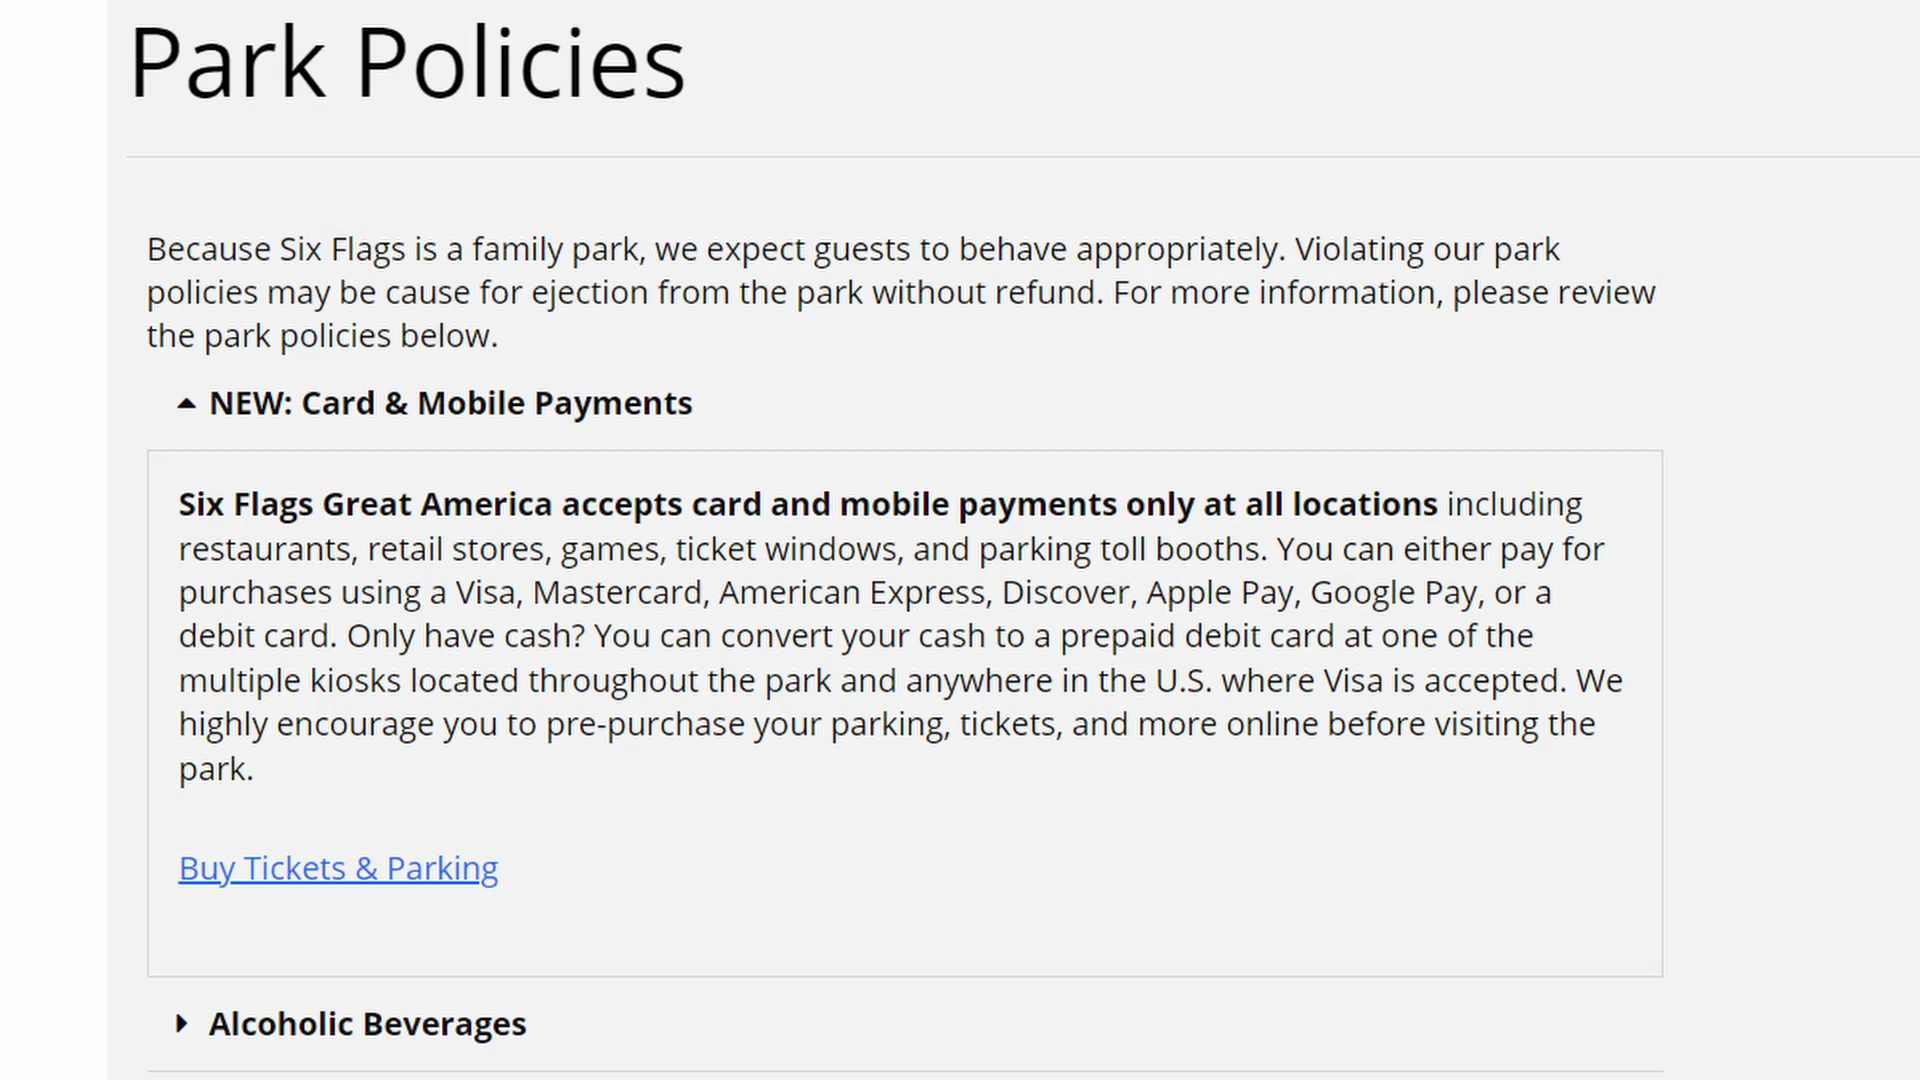 Park Policies
Because Six Flags is a family park, we expect guests to behave appropriately. Violating our park
policies may be cause for ejection from the park without refund. For more information, please review
the park policies below.
NEW: Card & Mobile Payments
Six Flags Great America accepts card and mobile payments only at all locations including
restaurants, retail stores, games, ticket windows, and parking toll booths. You can either pay for
purchases using a Visa, Mastercard, American Express, Discover, Apple Pay, Google Pay, or a
debit card. Only have cash? You can convert your cash to a prepaid debit card at one of the
multiple kiosks located throughout the park and anywhere in the U.S. where Visa is accepted. We
highly encourage you to pre-purchase your parking, tickets, and more online before visiting the
park.
Buy Tickets & Parking
Alcoholic Beverages